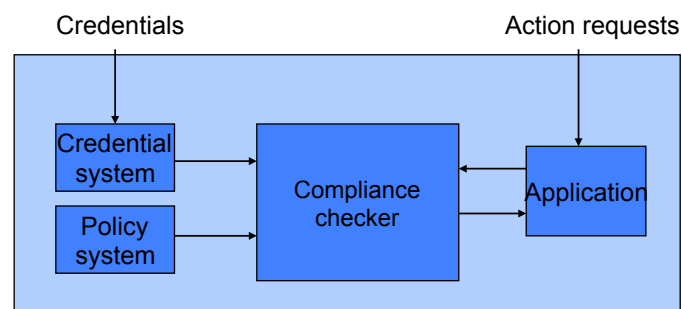 Credentials
Action requests
Credential
system
Policy
system
Compliance
checker
Application